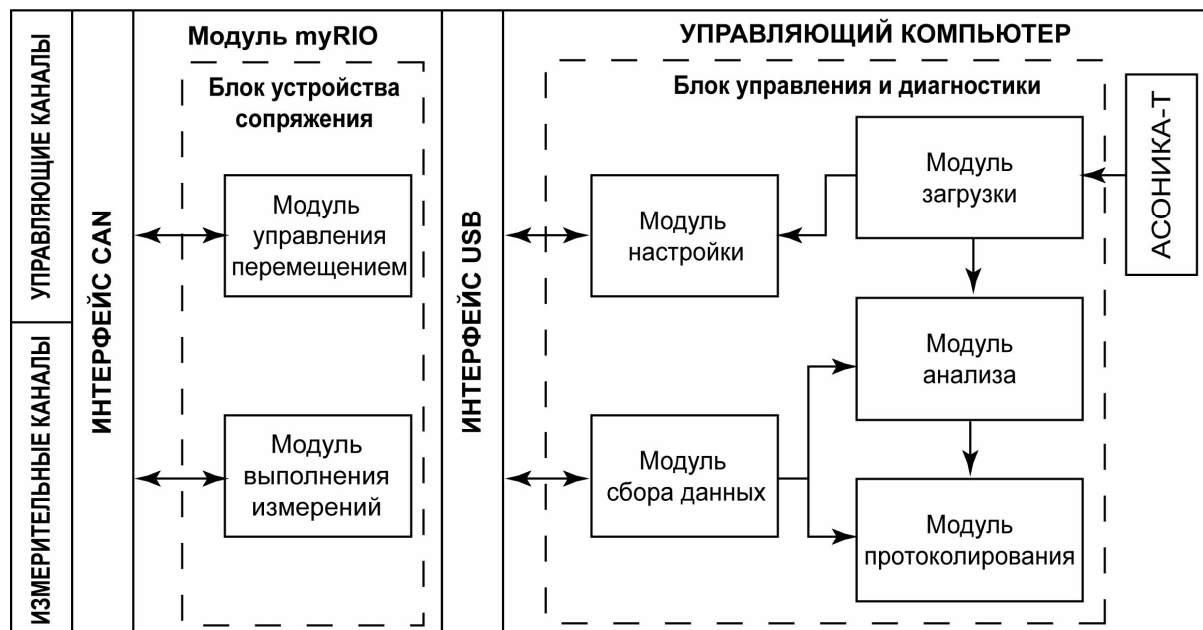 УПРАВЛЯЮЩИЕ КАНАЛЫ
ИЗМЕРИТЕЛЬНЫЕ КАНАЛЫ
ИНТЕРФЕЙС CAN
Модуль myRIO
Блок устройства
сопряжения
Модуль
управления
перемещением
Модуль
выполнения
измерений
ИНТЕРФЕЙС USB
УПРАВЛЯЮЩИЙ КОМПЬЮТЕР
Блок управления и диагностики
Модуль
загрузки
Модуль
настройки
Модуль
анализа
Модуль
сбора данных
Модуль
протоколирования
АСОНИКА-Т